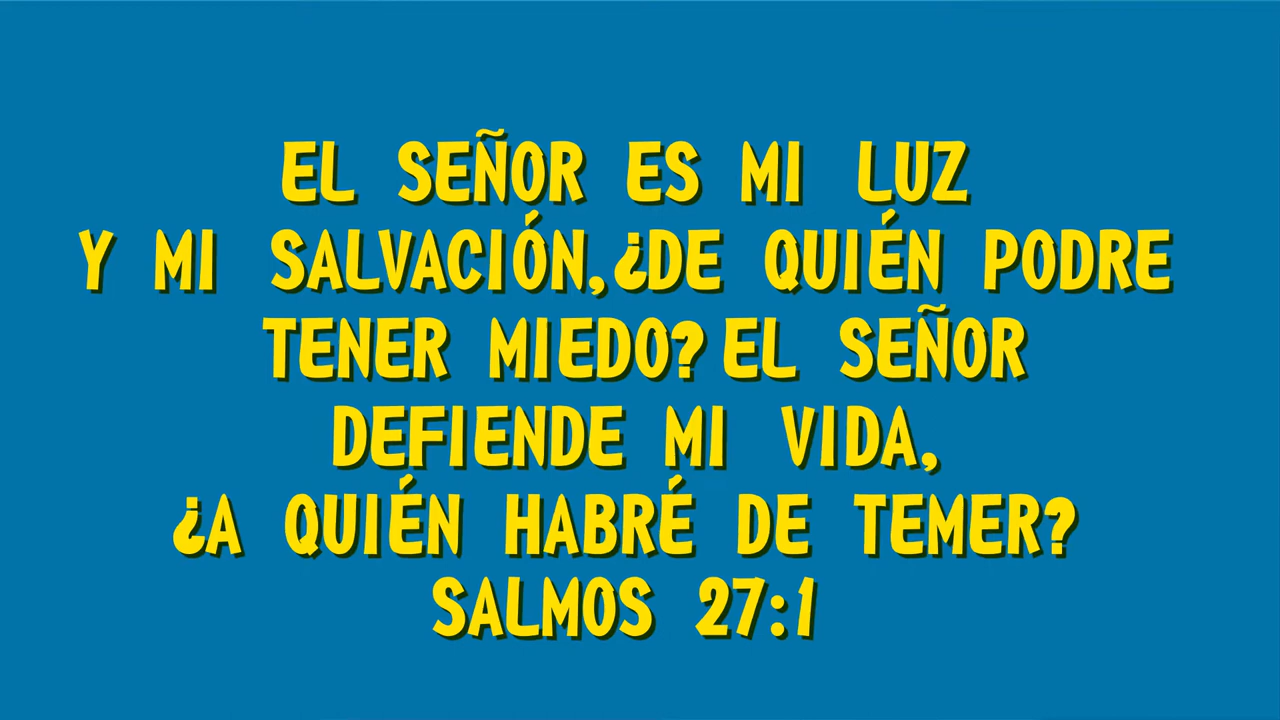 EL SEÑOR ES MI LUZ
Y MI SALVACIÓN,¿DE QUIÉN PODRE
TENER MIEDO? EL SEÑOR
DEFIENDE MI VIDA,
¿A QUIÉN HABRÉ DE TEMER?
SALMOS 27:1